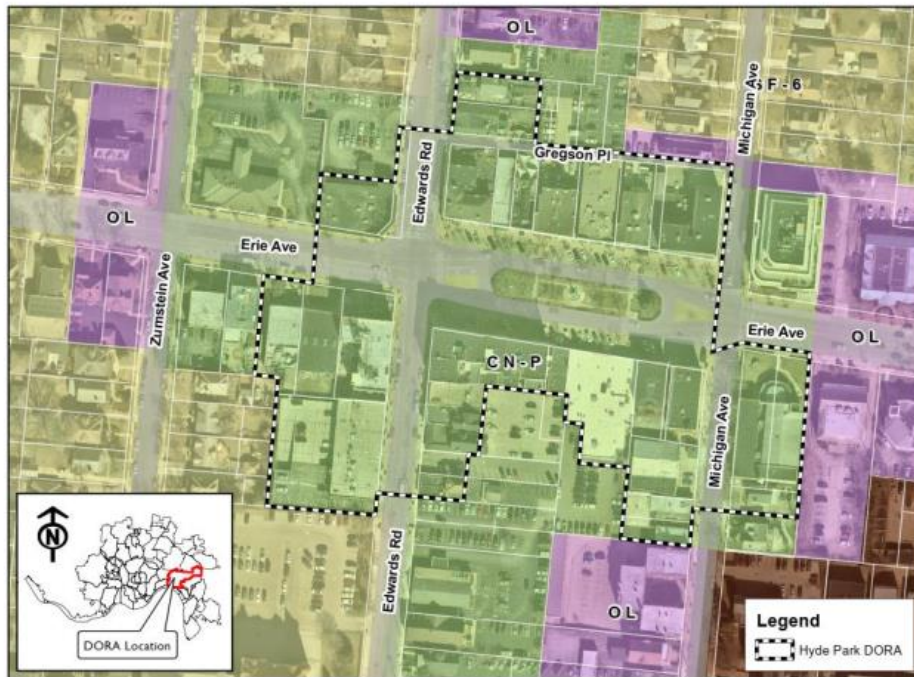 O L
Michigan Ave
S F - 6
Gregson Pl
Edwards Rd
O L
Erie Ave
Zumstein Ave
Erie Ave
O L
C N - P
Michigan Ave
Edwards Rd
O L
N
DORA Location
Legend
Hyde Park DORA